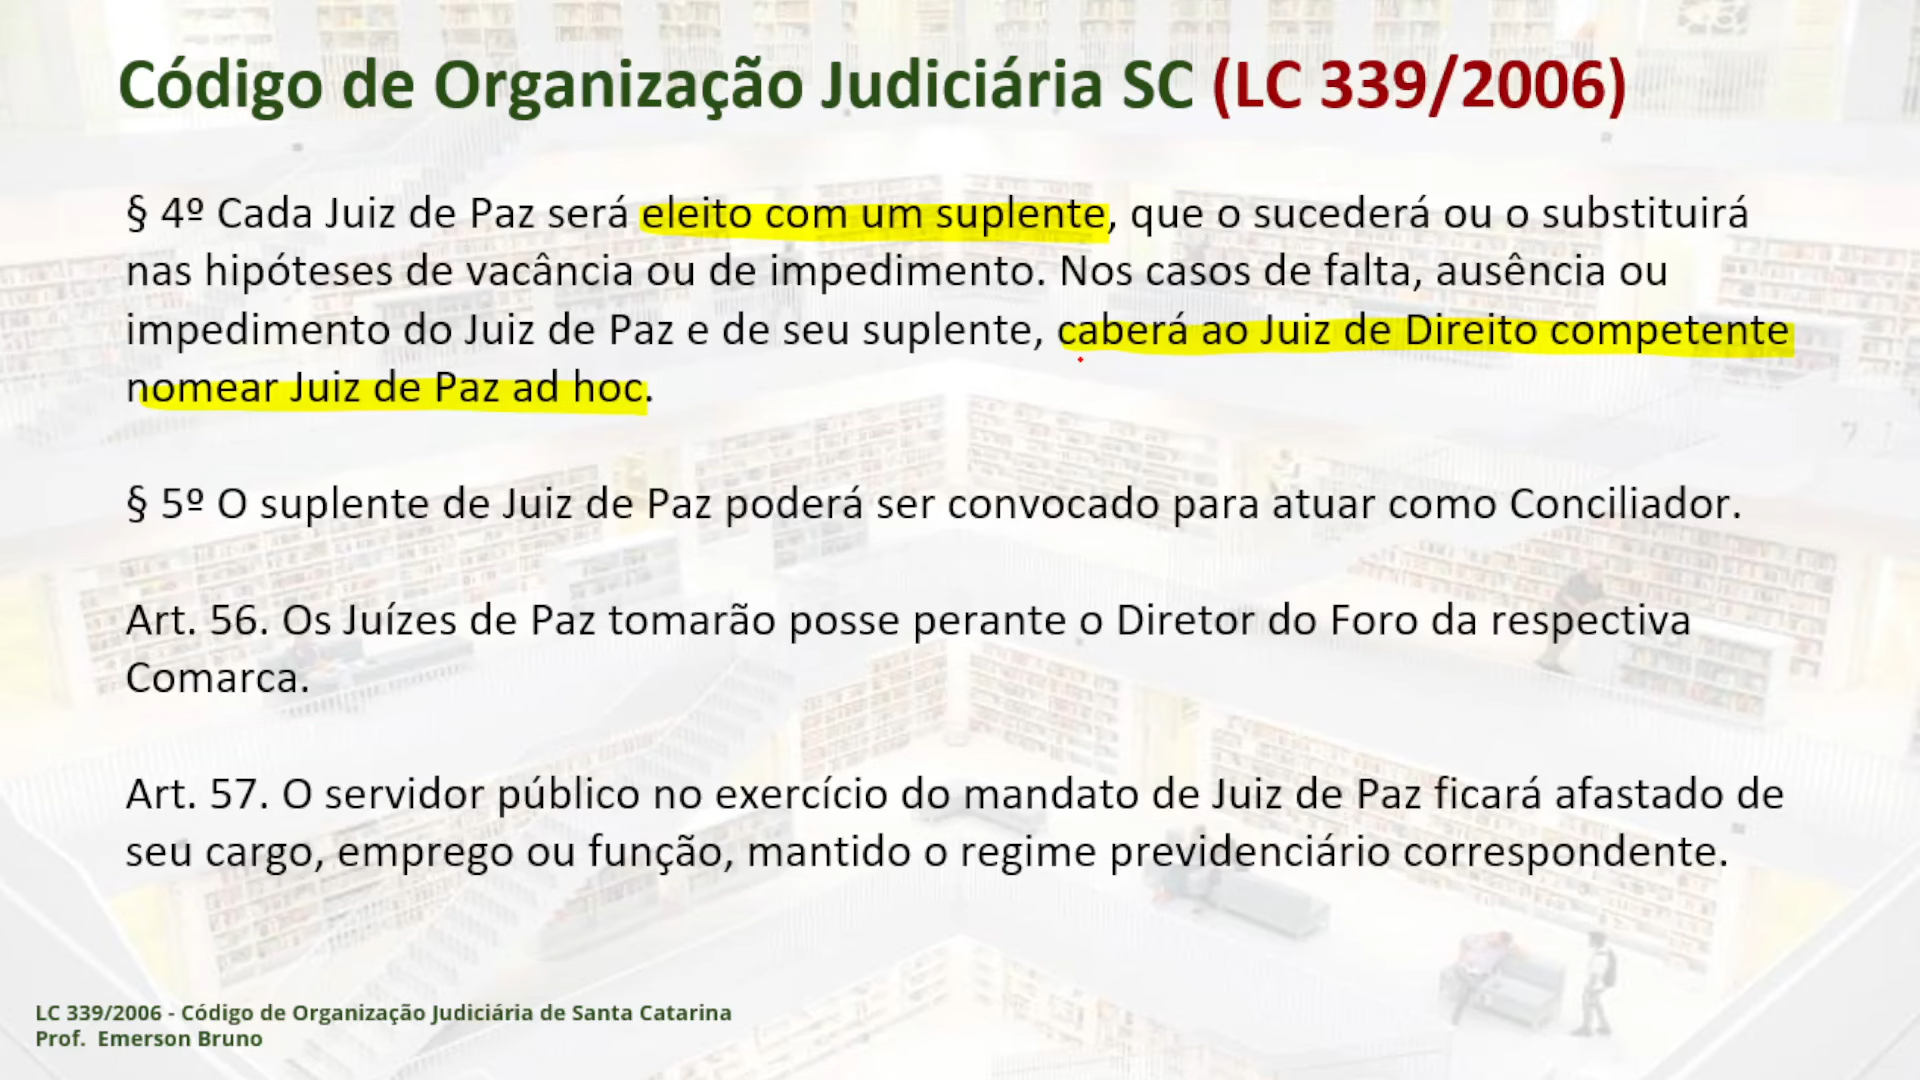 Código de Organização Judiciária SC (LC 339/2006)
§ 4º Cada Juiz de Paz será eleito com um suplente, que o sucederá ou o substituirá
nas hipóteses de vacância ou de impedimento. Nos casos de falta, ausência ou
impedimento do Juiz de Paz e de seu suplente, caberá ao Juiz de Direito competente
nomear Juiz de Paz ad hoc.
§ 5º O suplente de Juiz de Paz poderá ser convocado para atuar como Conciliador.
Art. 56. Os Juízes de Paz tomarão posse perante o Diretor do Foro da respectiva
Comarca.
Art. 57. O servidor público no exercício do mandato de Juiz de Paz ficará afastado de
seu cargo, emprego ou função, mantido o regime previdenciário correspondente.
LC 339/2006 - Código de Organização Judiciária de Santa Catarina
Prof. Emerson Bruno